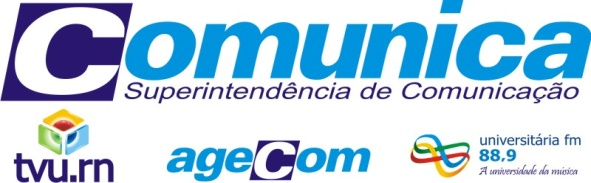 Comunica
Superintendência de Comunicação
tvu.rn
agecom
universitária fm
88,9
A universidade da música